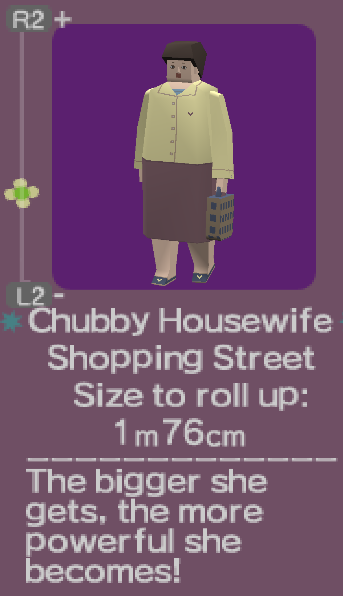 R2 +
L2 -
Chubby Housewife
Shopping Street
Size to roll up:
1m76cm
The bigger she
gets, the more
powerful she
becomes!